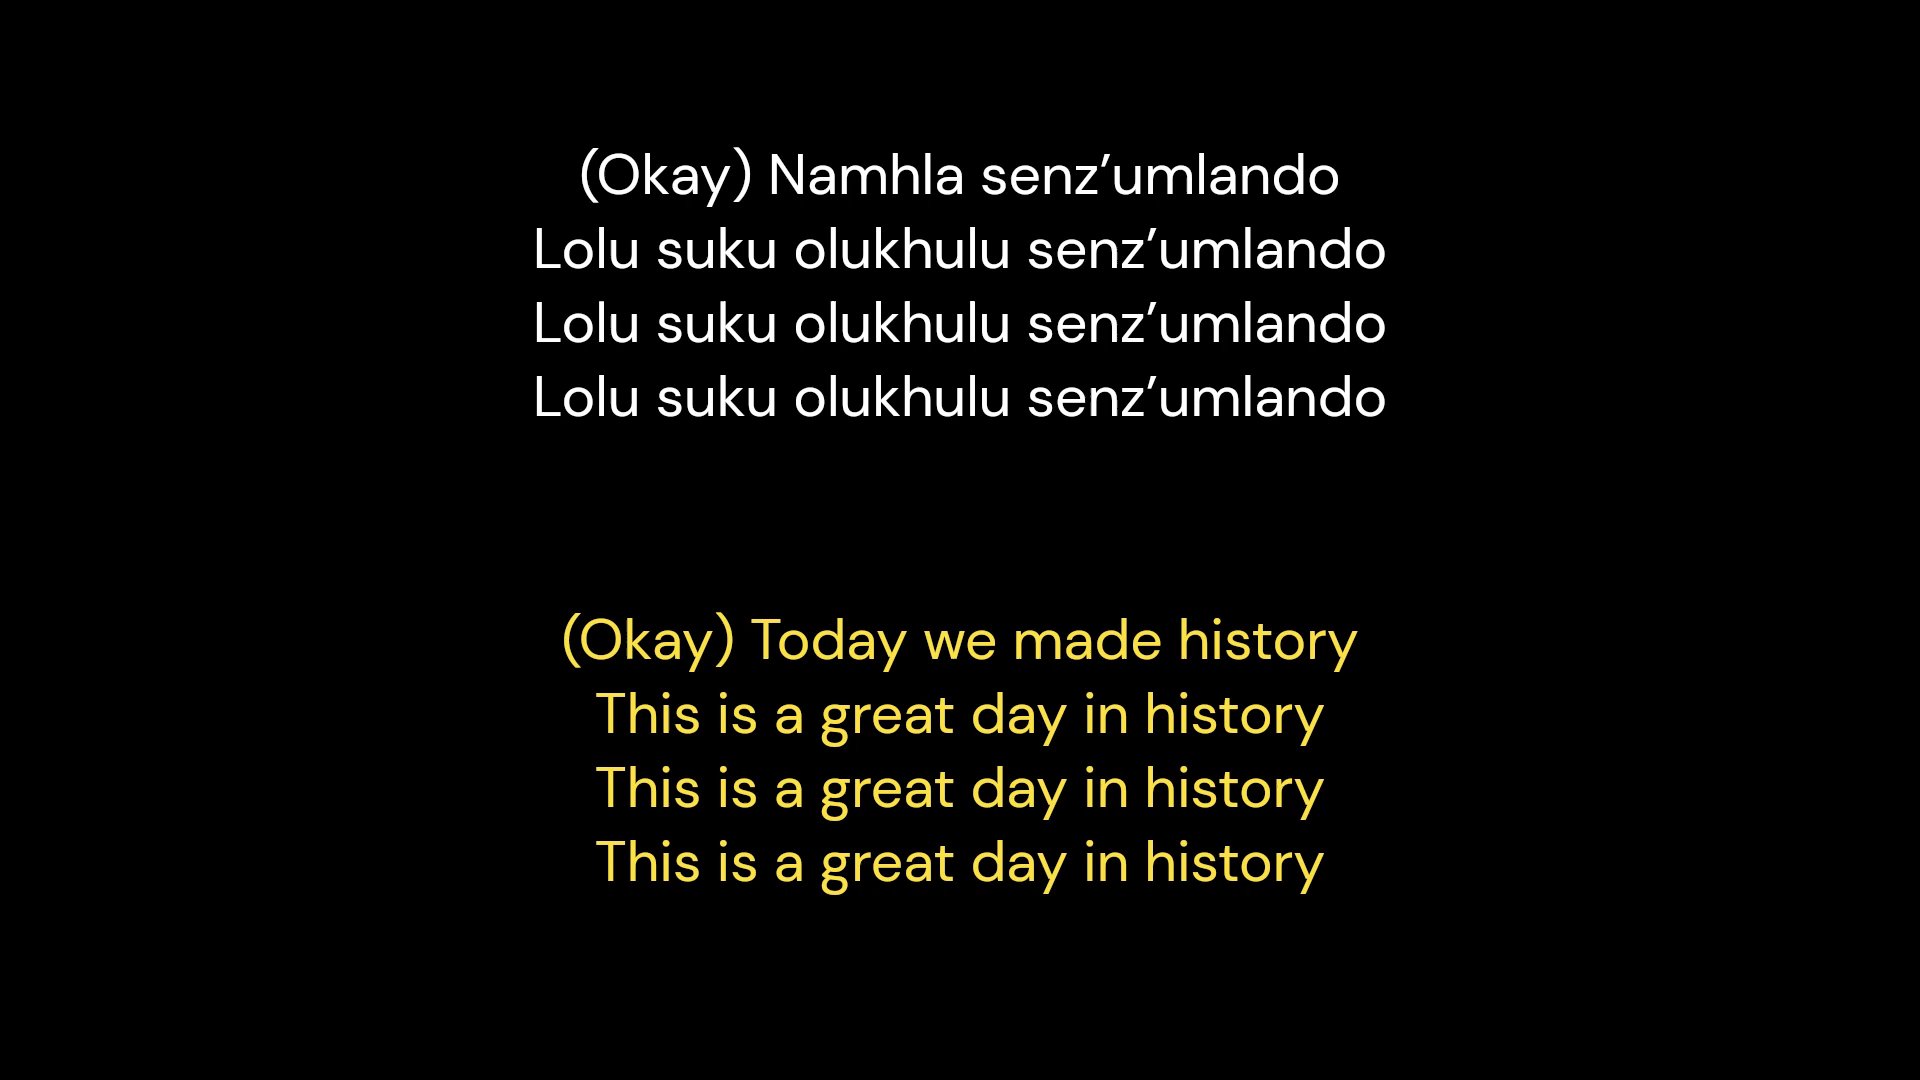 (Okay) Namhla senz’umlando
Lolu suku olukhulu senz’umlando
Lolu suku olukhulu senz’umlando
Lolu suku olukhulu senz’umlando
(Okay) Today we made history
This is a great day in history
This is a great day in history
This is a great day in history